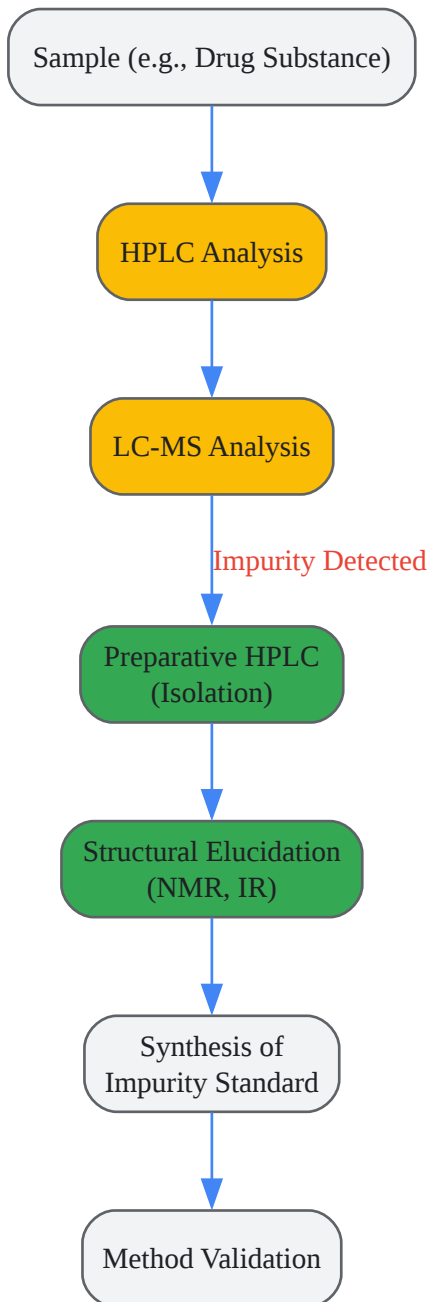 Sample (e.g., Drug Substance)
HPLC Analysis
LC-MS Analysis
Impurity Detected
Preparative HPLC
(Isolation)
Structural Elucidation
(NMR, IR)
Synthesis of
Impurity Standard
Method Validation